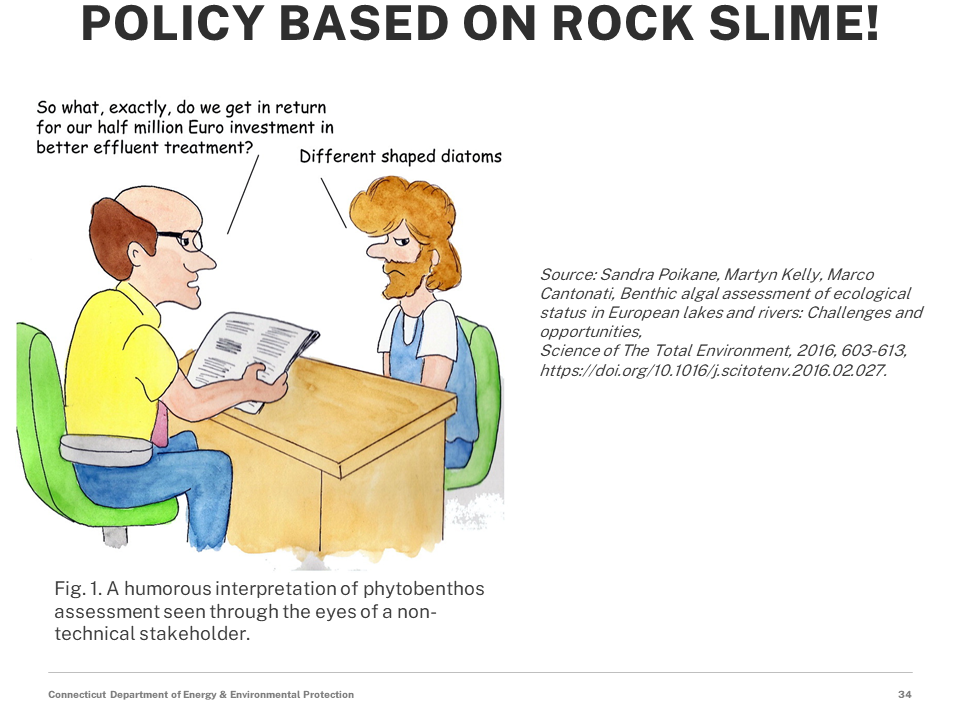 POLICY BASED ON ROCK SLIME!
So what, exactly, do we get in return
for our half million Euro investment in
better effluent treatment?
Different shaped diatoms
Source: Sandra Poikane, Martyn Kelly, Marco
Cantonati, Benthic algal assessment of ecological
status in European lakes and rivers: Challenges and
opportunities,
Science of The Total Environment, 2016, 603-613,
https://doi.org/10.1016/j.scitotenv.2016.02.027.
Fig. 1. A humorous interpretation of phytobenthos
assessment seen through the eyes of a non-
technical stakeholder.
Connecticut Department of Energy & Environmental Protection
34